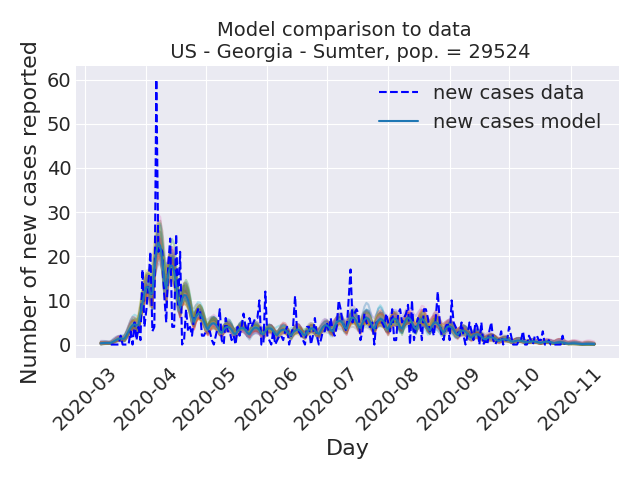 Model comparison to data
US - Georgia - Sumter, pop. = 29524
Number of new cases reported
60
50
40
30
20
10
0
new cases data
new cases model
2020-03
2020-04
2020-05
2020-06
2020-07
2020-08
2020-09
2020-10
2020-11
Day